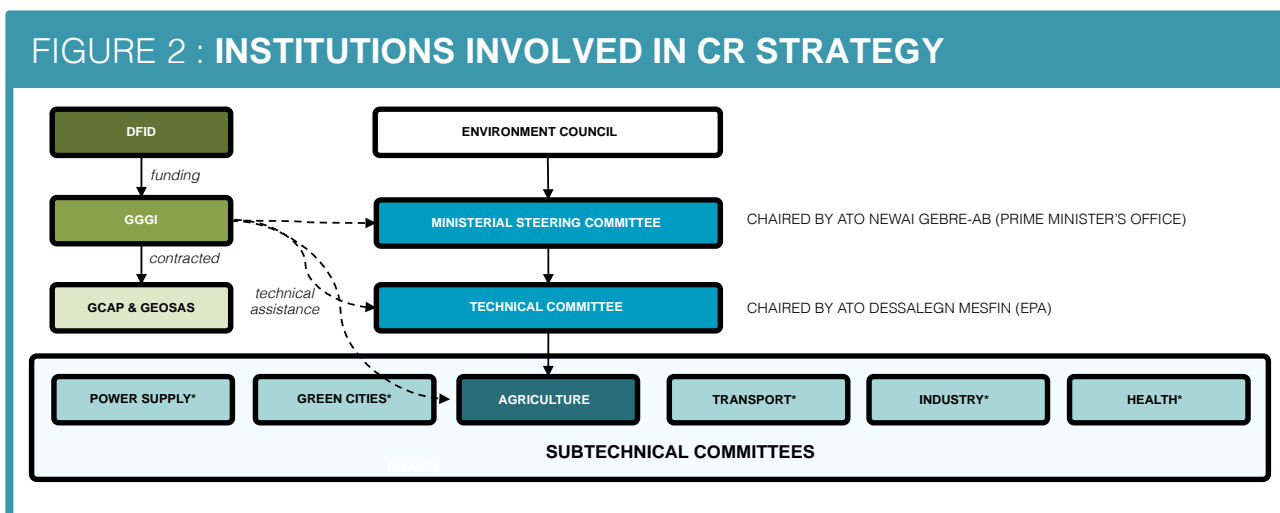 FIGURE 2 : INSTITUTIONS INVOLVED IN CR STRATEGY
DFID
ENVIRONMENT COUNCIL
funding
GGGI
MINISTERIAL STEERING COMMITTEE
CHAIRED BY ATO NEWAI GEBRE-AB (PRIME MINISTER'S OFFICE)
contracted
technical
assistance
GCAP & GEOSAS
TECHNICAL COMMITTEE
CHAIRED BY ATO DESSALEGN MESFIN (EPA)
POWER SUPPLY*
GREEN CITIES*
AGRICULTURE
TRANSPORT*
INDUSTRY*
HEALTH*
SUBTECHNICAL COMMITTEES